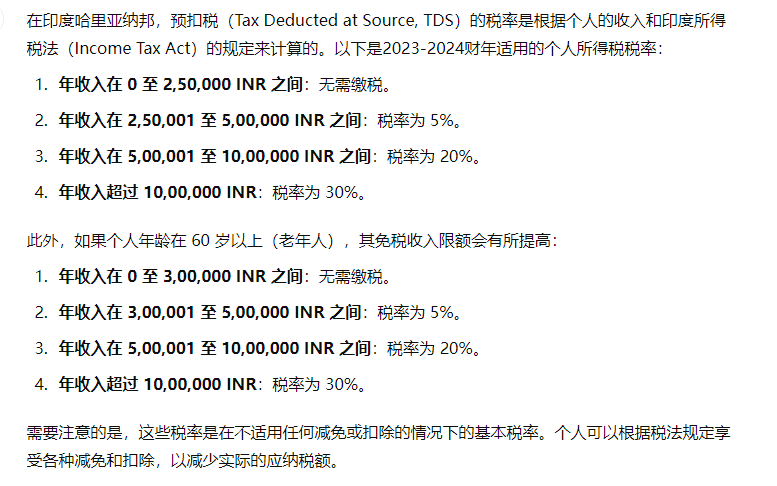 在印度哈里亚纳邦，预扣税（Tax Deducted at Source, TDS）的税率是根据个人的收入和印度所得
税法（Income Tax Act）的规定来计算的。以下是2023-2024财年适用的个人所得税税率：
1. 年收入在 0 至 2,50,000 INR 之间：无需缴税。
2. 年收入在 2,50,001 至 5,00,000 INR 之间：税率为 5%。
3. 年收入在 5,00,001 至 10,00,000 INR 之间：税率为 20%。
4. 年收入超过 10,00,000 INR：税率为 30%。
此外，如果个人年龄在 60 岁以上（老年人），其免税收入限额会有所提高：
1. 年收入在 0 至 3,00,000 INR 之间：无需缴税。
2. 年收入在 3,00,001 至 5,00,000 INR 之间：税率为 5%。
3. 年收入在 5,00,001 至 10,00,000 INR 之间：税率为 20%。
4. 年收入超过 10,00,000 INR：税率为 30%。
需要注意的是，这些税率是在不适用任何减免或扣除的情况下的基本税率。个人可以根据税法规定享
受各种减免和扣除，以减少实际的应纳税额。